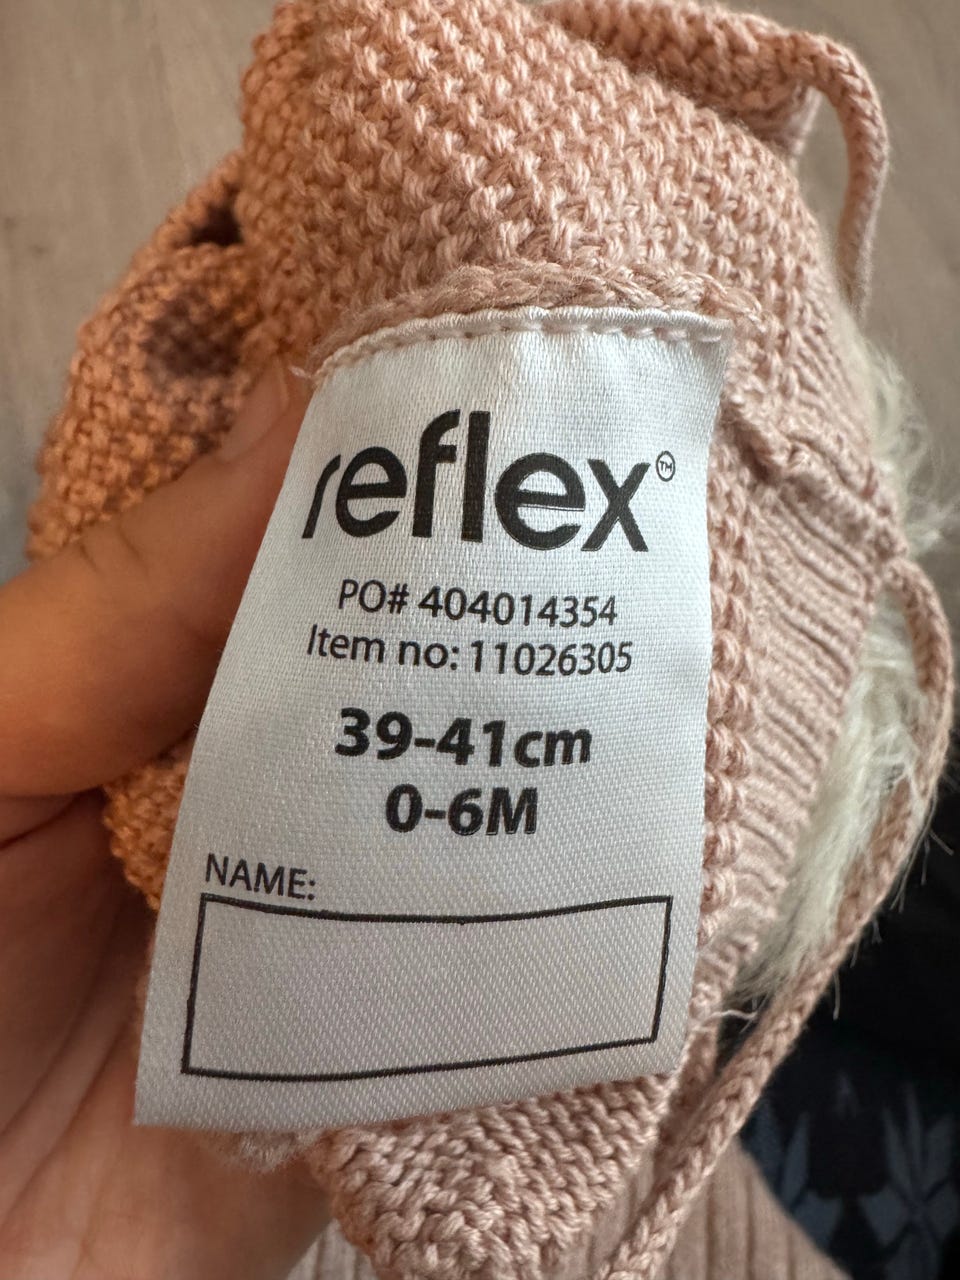 reflex™
PO# 404014354
Item no: 11026305
39-41cm
0-6M
NAME: